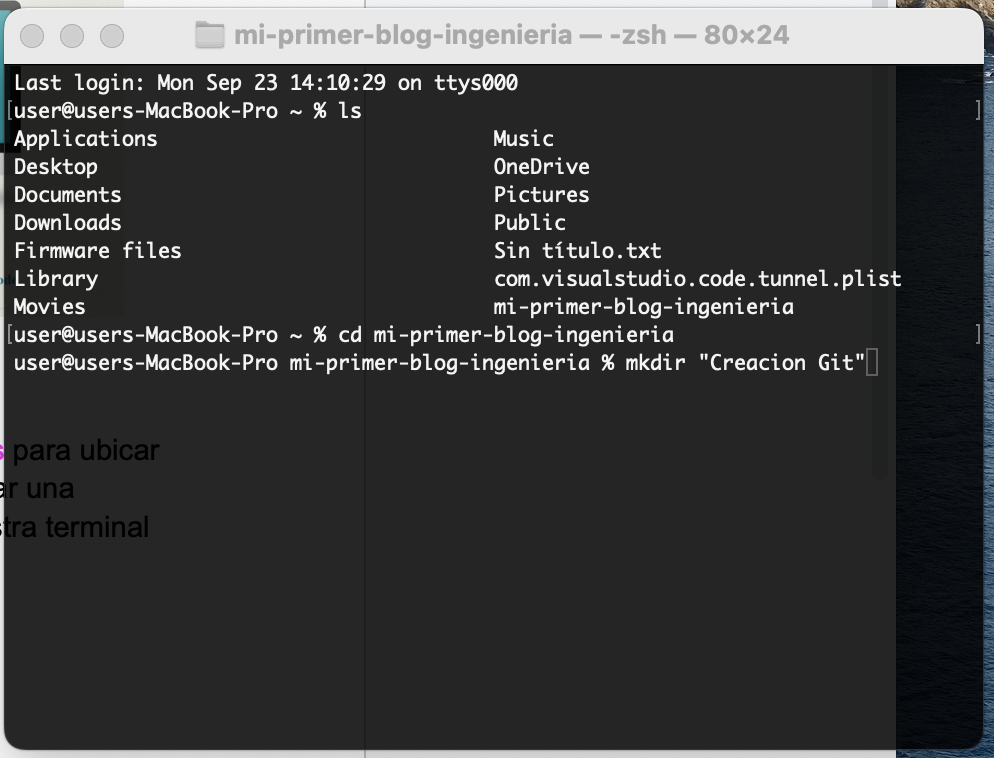 mi-primer-blog-ingenieria — -zsh — 80×24
Last login: Mon Sep 23 14:10:29 on ttys000
[user@users-MacBook-Pro ~ % ls ]
Applications Music
Desktop OneDrive
Documents Pictures
Downloads Public
Firmware files Sin título.txt
Library com.visualstudio.code.tunnel.plist
Movies mi-primer-blog-ingenieria
[user@users-MacBook-Pro ~ % cd mi-primer-blog-ingenieria ]
user@users-MacBook-Pro mi-primer-blog-ingenieria % mkdir "Creacion Git"
para ubicar
una
terminal